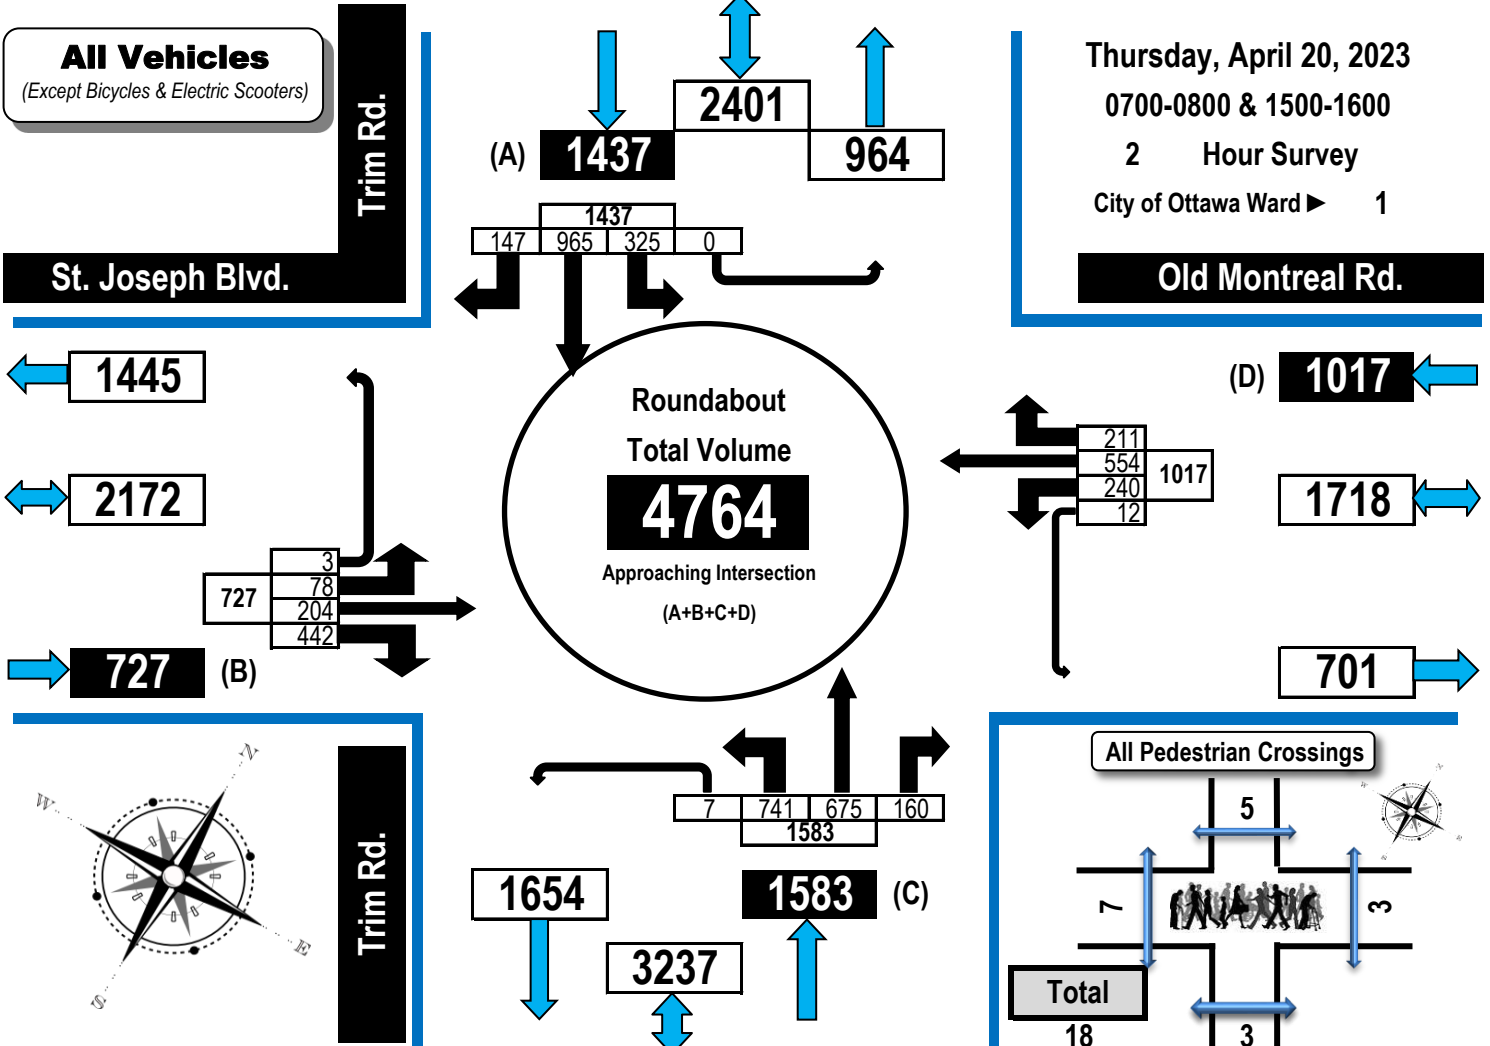 All Vehicles
(Except Bicycles & Electric Scooters)
Trim Rd.
St. Joseph Blvd.
2401
(A) 1437
964
1437
147 965 325 0
Thursday, April 20, 2023
0700-0800 & 1500-1600
2 Hour Survey
City of Ottawa Ward ► 1
Old Montreal Rd.
1445
2172
3
78
204
442
727
727 (B)
Roundabout
Total Volume
4764
Approaching Intersection
(A+B+C+D)
(D) 1017
211
554
240
12
1017
1718
701
N
W
E
S
Trim Rd.
7 741 675 160
1583
1654
1583 (C)
3237
All Pedestrian Crossings
5
N
W
E
S
7
3
Total
18
3